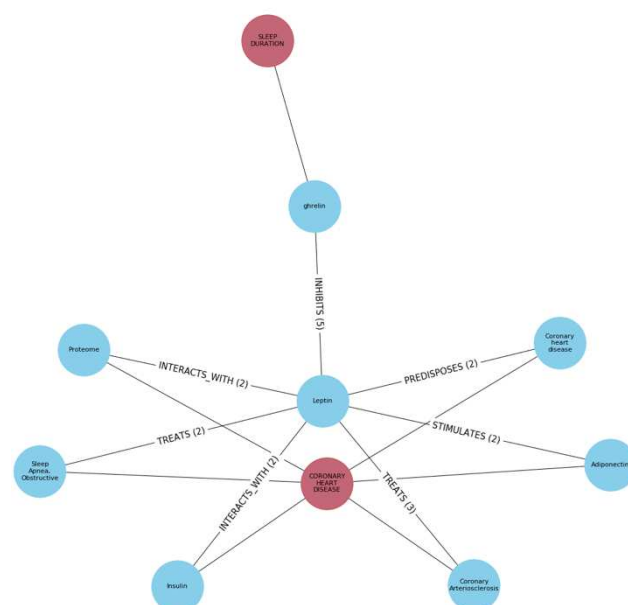 SLEEP
DURATION
ghrelin
INHIBITS (5)
Proteome
INTERACTS_WITH (2)
PREDISPOSES (2)
Coronary
heart
disease
Leptin
TREATS (2)
STIMULATES (2)
Sleep
Apnea,
Obstructive
INTERACTS_WITH (2)
CORONARY
HEART
DISEASE
TREATS (3)
Adiponectin
Insulin
Coronary
Arteriosclerosis